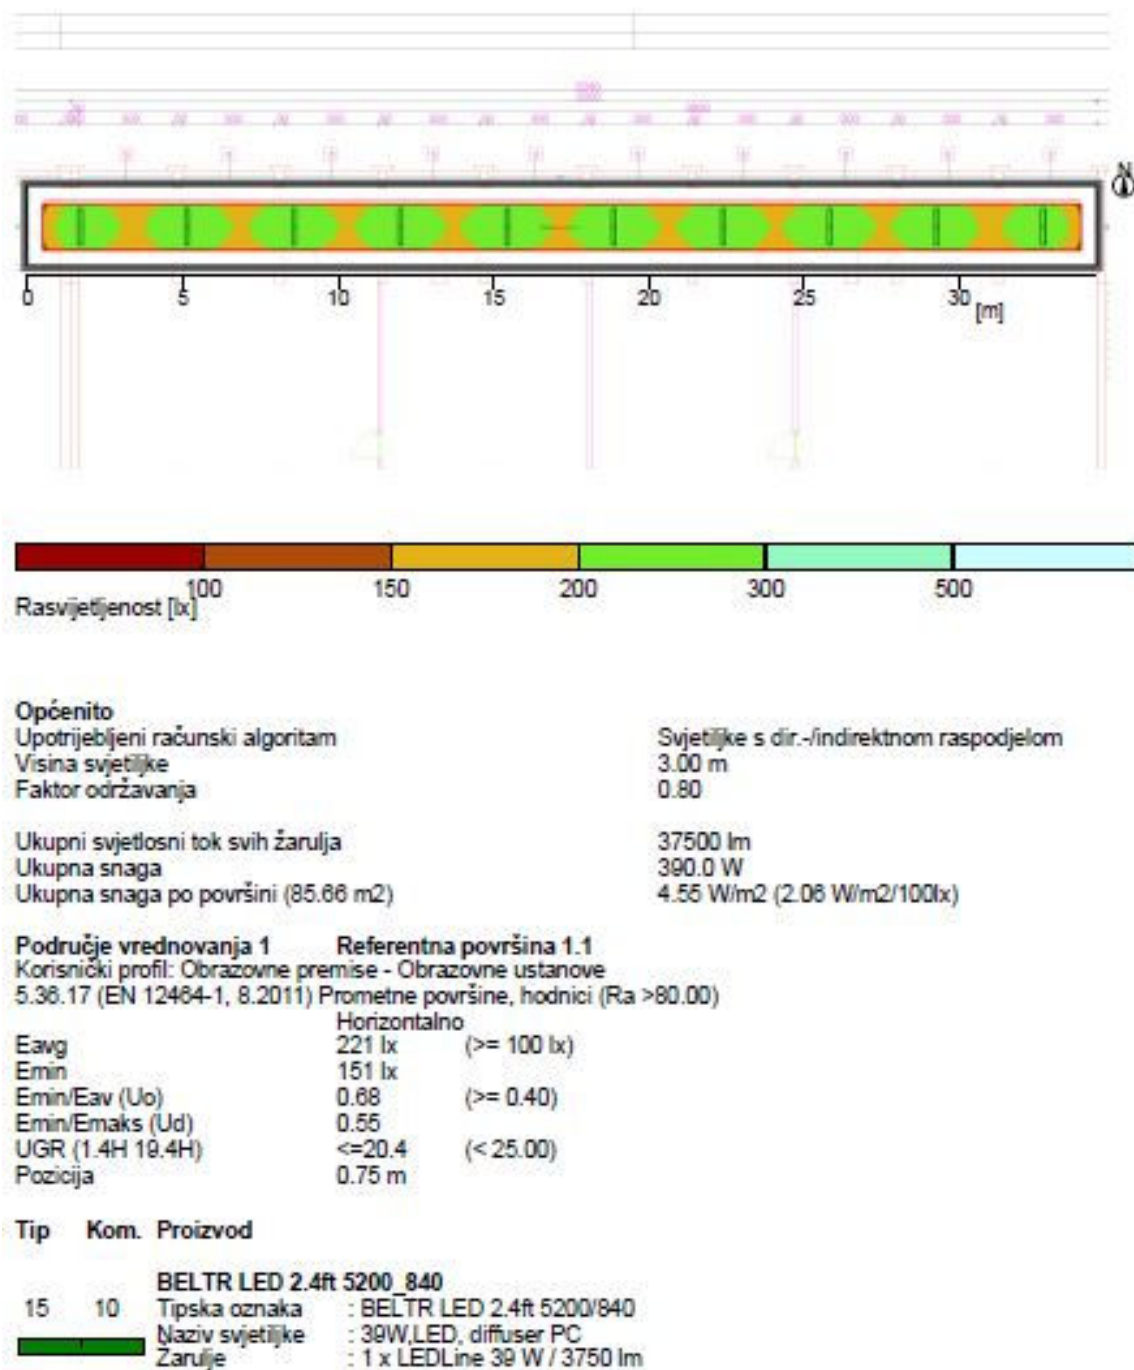 N
0 5 10 15 20 25 30 [m]
100 150 200 300 500
Rasvijetljenost [lx]
Općenito
Upotrijebljeni računski algoritam Svjetiljke s dir.-/indirektnom raspodjelom
Visina svjetiljke 3.00 m
Faktor održavanja 0.80
Ukupni svjetlosni tok svih žarulja 37500 lm
Ukupna snaga 390.0 W
Ukupna snaga po površini (85.66 m2) 4.55 W/m2 (2.06 W/m2/100lx)
Područje vrednovanja 1 Referentna površina 1.1
Korisnički profil: Obrazovne premise - Obrazovne ustanove
5.36.17 (EN 12464-1, 8.2011) Prometne površine, hodnici (Ra >80.00)
Horizontalno
Eavg 221 lx (>= 100 lx)
Emin 151 lx
Emin/Eav (Uo) 0.68 (>= 0.40)
Emin/Emaks (Ud) 0.55
UGR (1.4H 19.4H) <=20.4 (< 25.00)
Pozicija 0.75 m
Tip Kom. Proizvod
BELTR LED 2.4ft 5200_840
15 10 Tipska oznaka : BELTR LED 2.4ft 5200/840
Naziv svjetiljke : 39W,LED, diffuser PC
Žarulje : 1 x LEDLine 39 W / 3750 lm